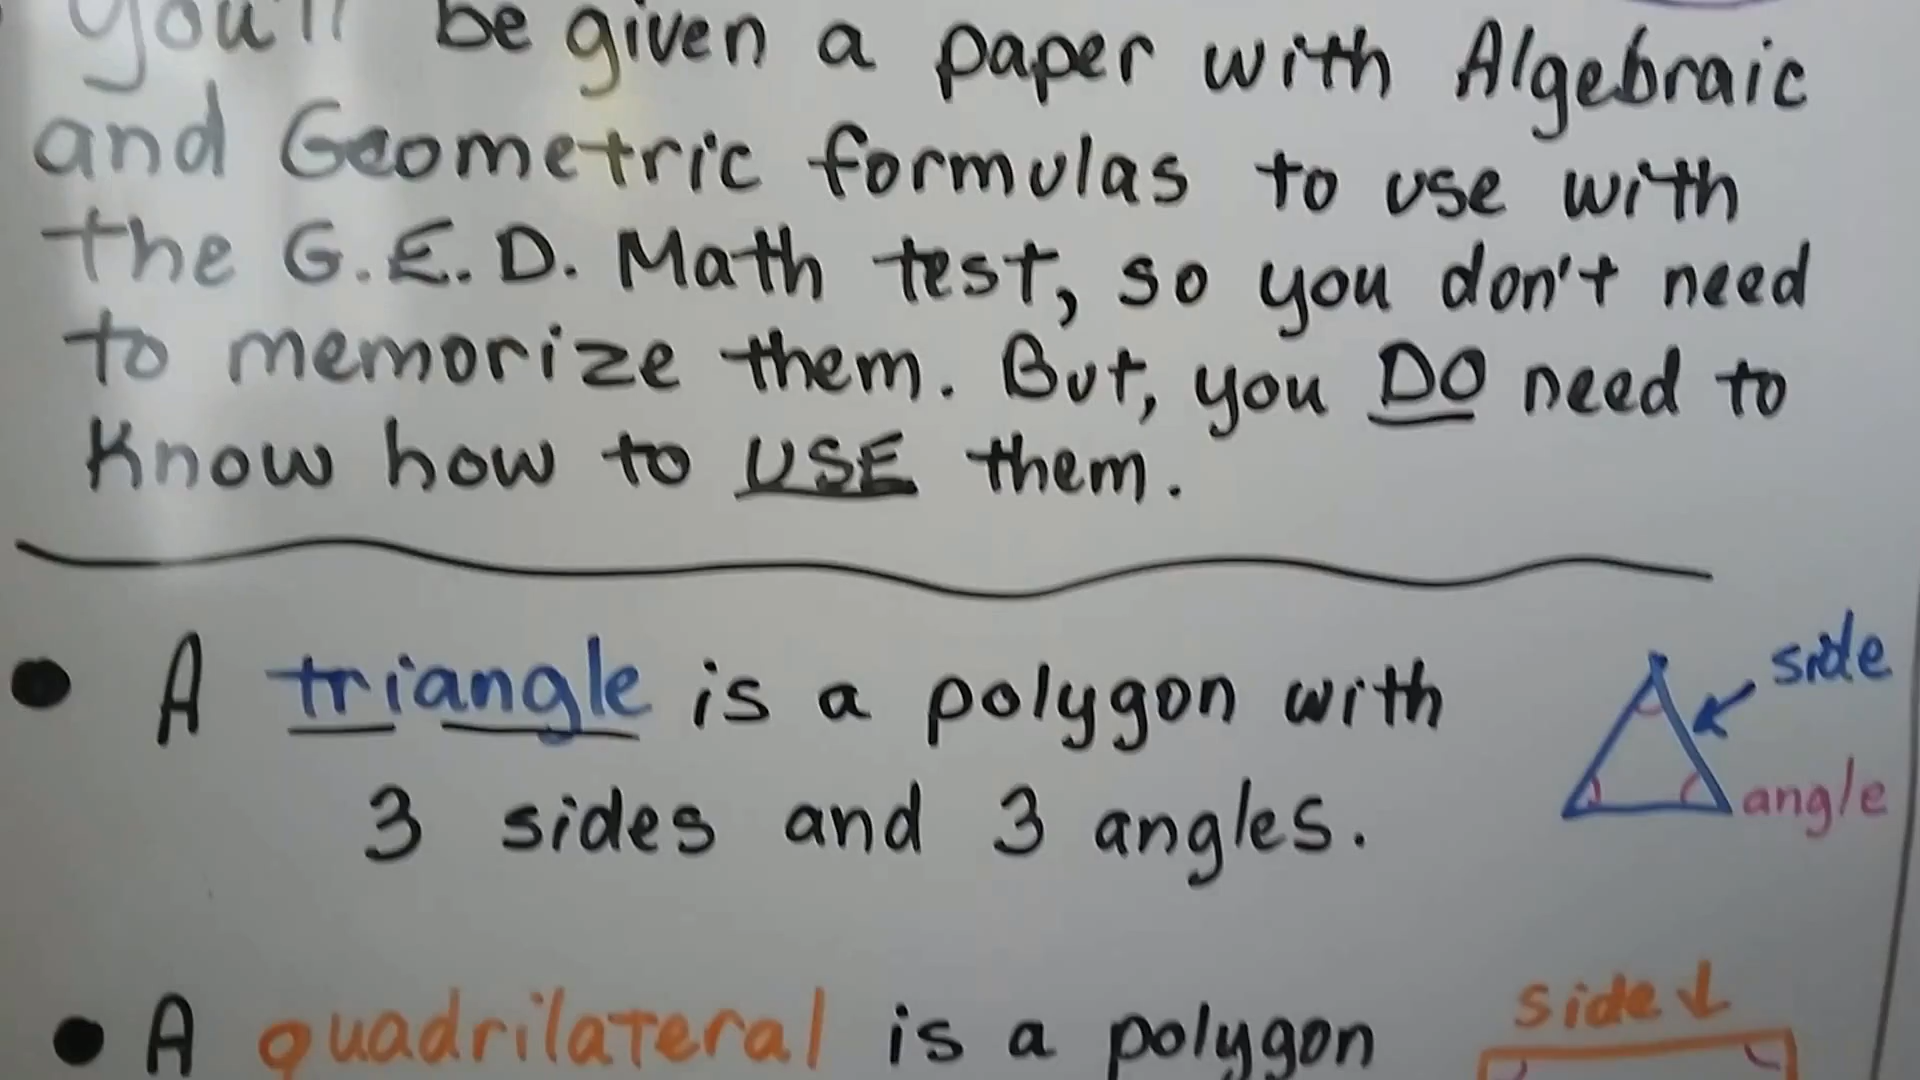 you'll be given a paper with Algebraic
and Geometric formulas to use with
the G.E.D. Math test, so you don't need
to memorize them. But, you DO need to
Know how to USE them.
• A triangle is a polygon with
3 sides and 3 angles.
side
angle
• A quadrilateral is a polygon
side ↓